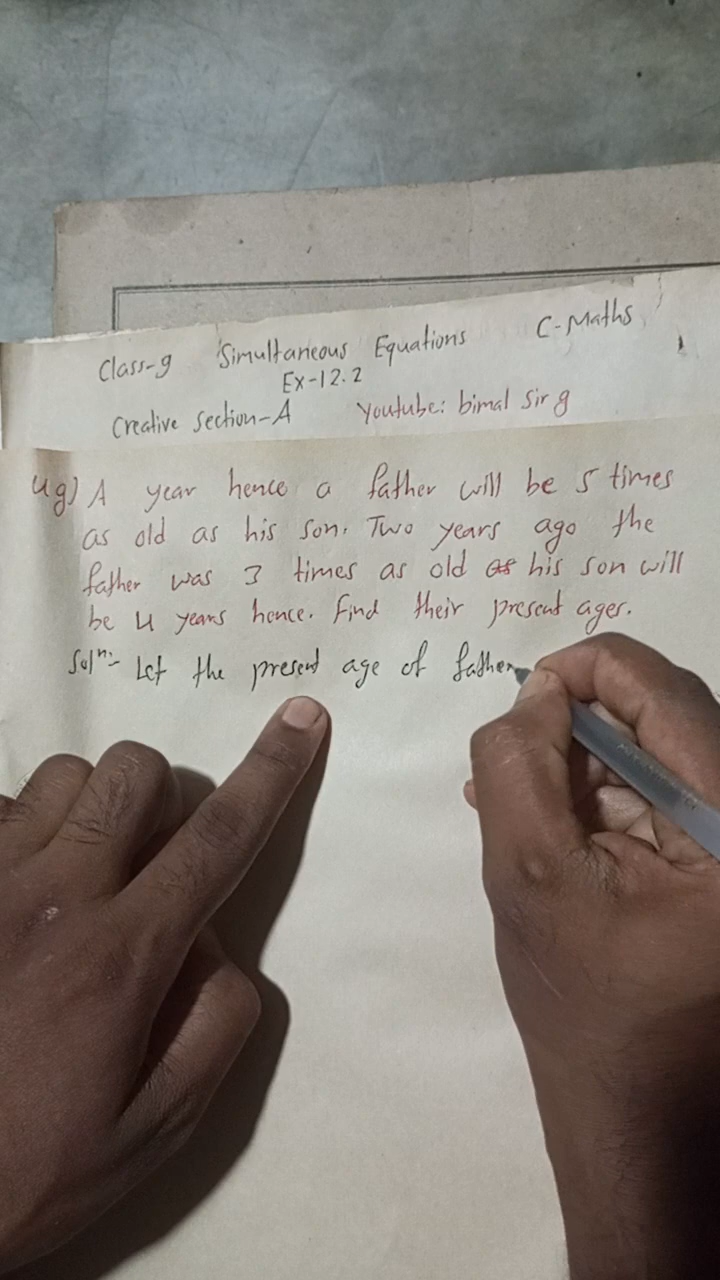 Class-9 Simultaneous Equations C-Maths
Ex-12.2
Creative Section-A Youtube: bimal Sir 9
4g) A year hence a father will be 5 times
as old as his son. Two years ago the
father was 3 times as old as his son will
be 4 years hence. Find their present ages.
Solⁿ:- Let the present age of father